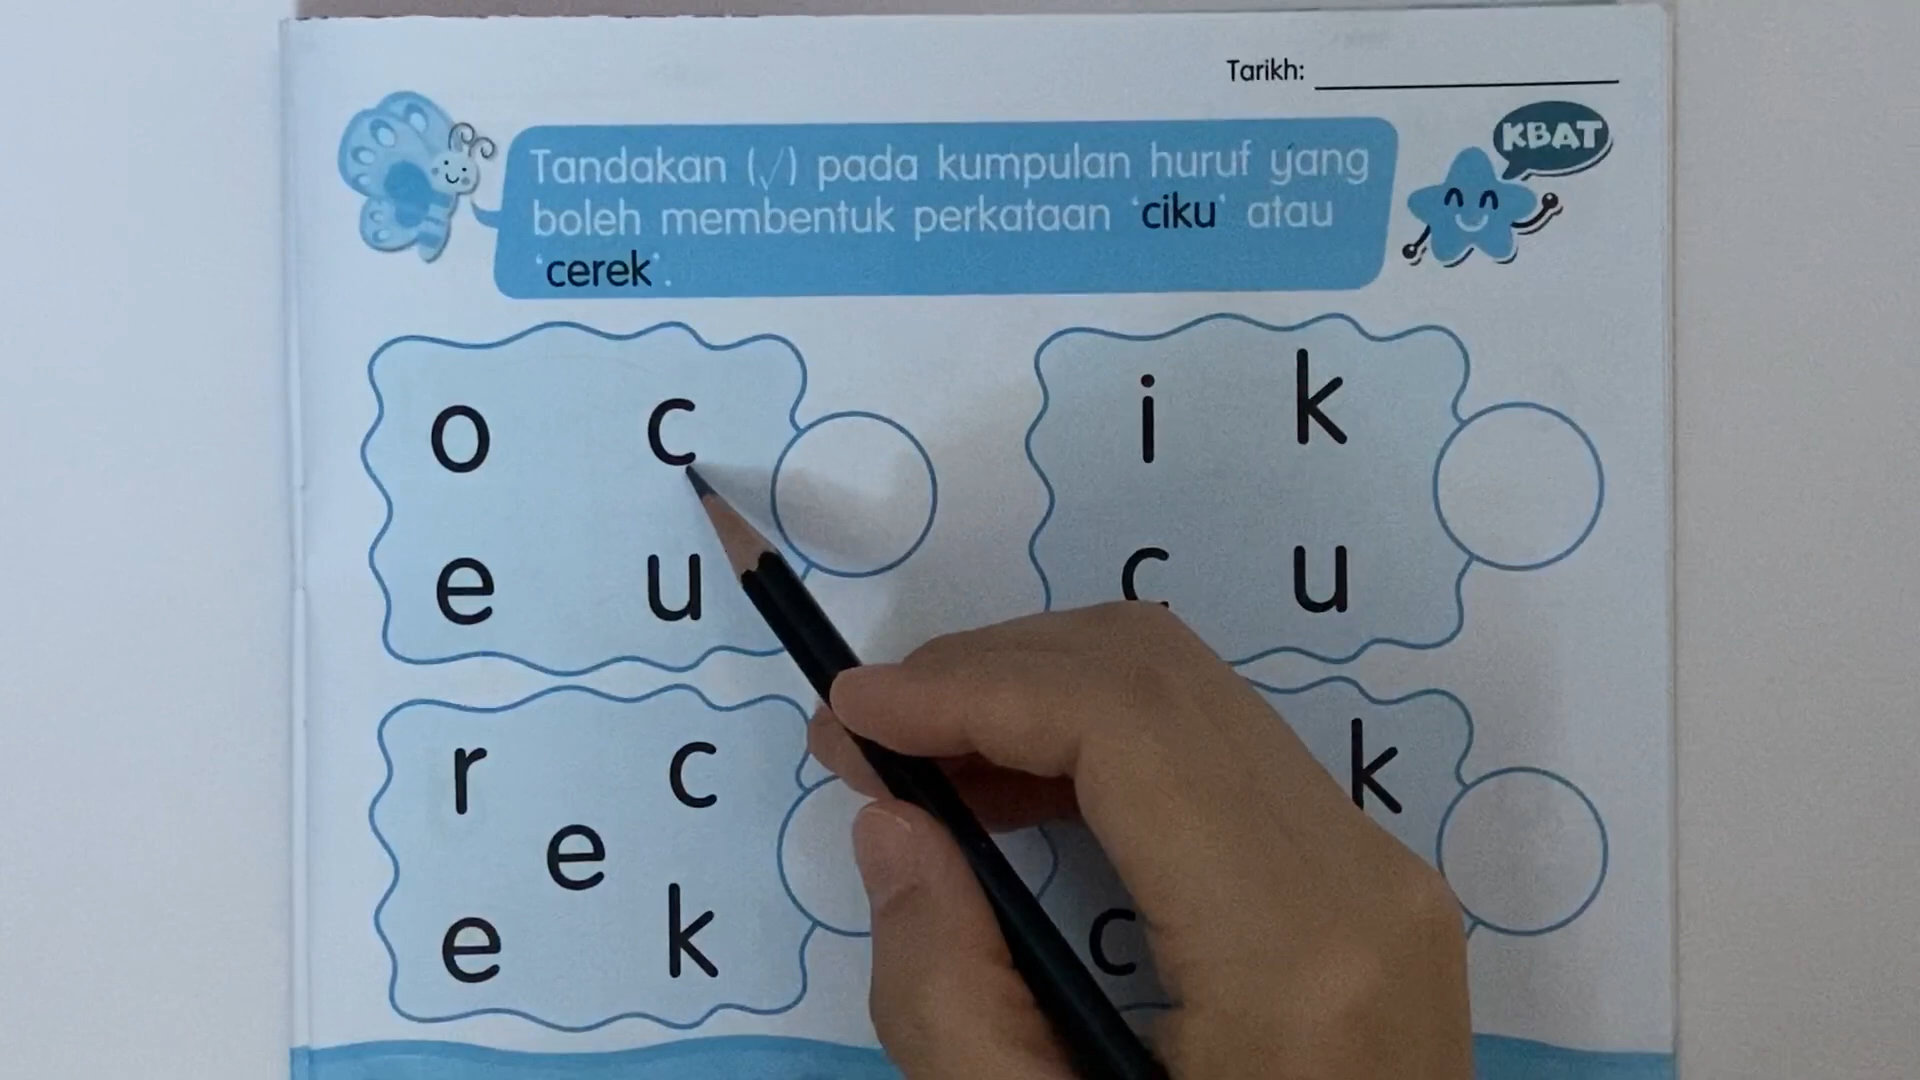 Tarikh:
KBAT
Tandakan (√) pada kumpulan huruf yang
boleh membentuk perkataan 'ciku' atau
'cerek'.
o c
e u
i k
c u
r c
e
e k
k
c